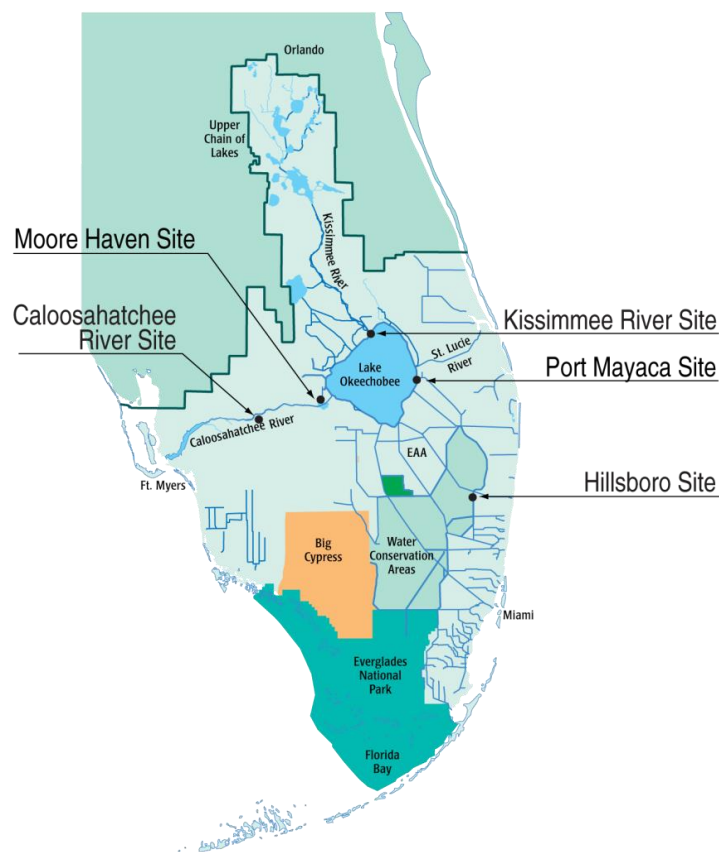 Orlando
Upper
Chain of
Lakes
Kissimmee River
Moore Haven Site
Caloosahatchee
River Site
Kissimmee River Site
St. Lucie
River
Port Mayaca Site
Lake
Okeechobee
Caloosahatchee River
EAA
Ft. Myers
Hillsboro Site
Big
Cypress
Water
Conservation
Areas
Miami
Everglades
National
Park
Florida
Bay